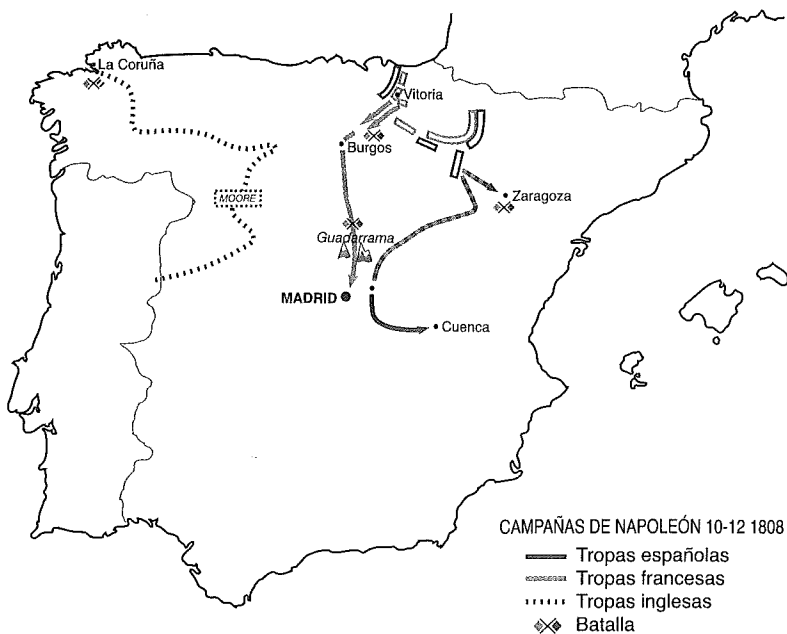 La Coruña
Vitoria
Burgos
MOORE
Zaragoza
Guadarrama
MADRID
Cuenca
CAMPAÑAS DE NAPOLEÓN 10-12 1808
Tropas españolas
Tropas francesas
Tropas inglesas
Batalla